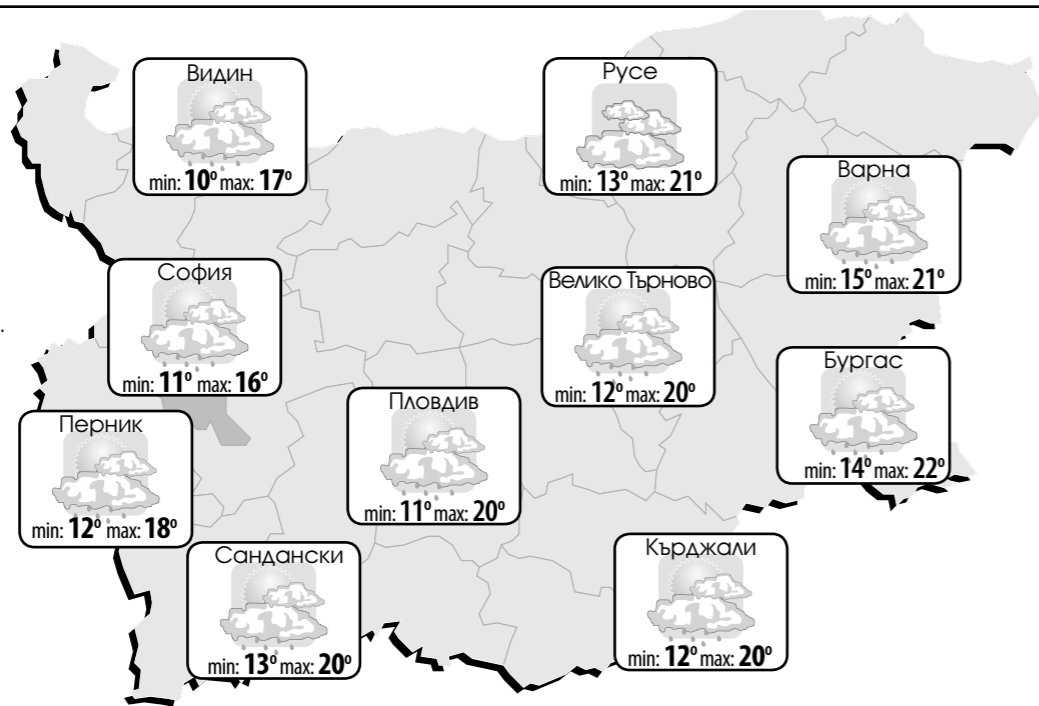 Видин
min: 10° max: 17°
Русе
min: 13° max: 21°
Варна
min: 15° max: 21°
София
min: 11° max: 16°
Велико Търново
min: 12° max: 20°
Бургас
min: 14° max: 22°
Пловдив
min: 11° max: 20°
Перник
min: 12° max: 18°
Сандански
min: 13° max: 20°
Кърджали
min: 12° max: 20°